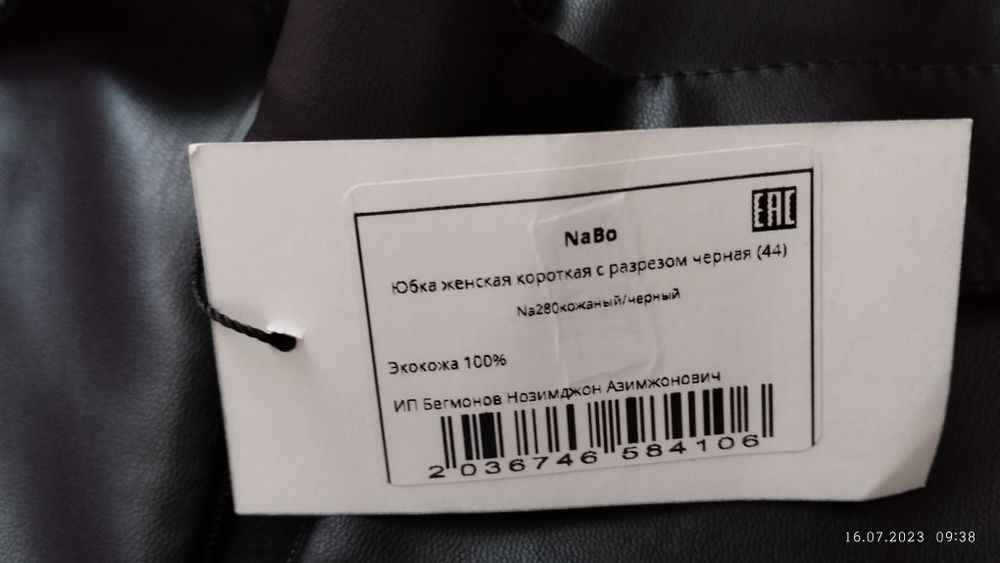 EAC
NaBo
Юбка женская короткая с разрезом черная (44)
Na280кожаный/черный
Экокожа 100%
ИП Бегмонов Нозимджон Азимжонович
2 036746 584106
16.07.2023 09:38